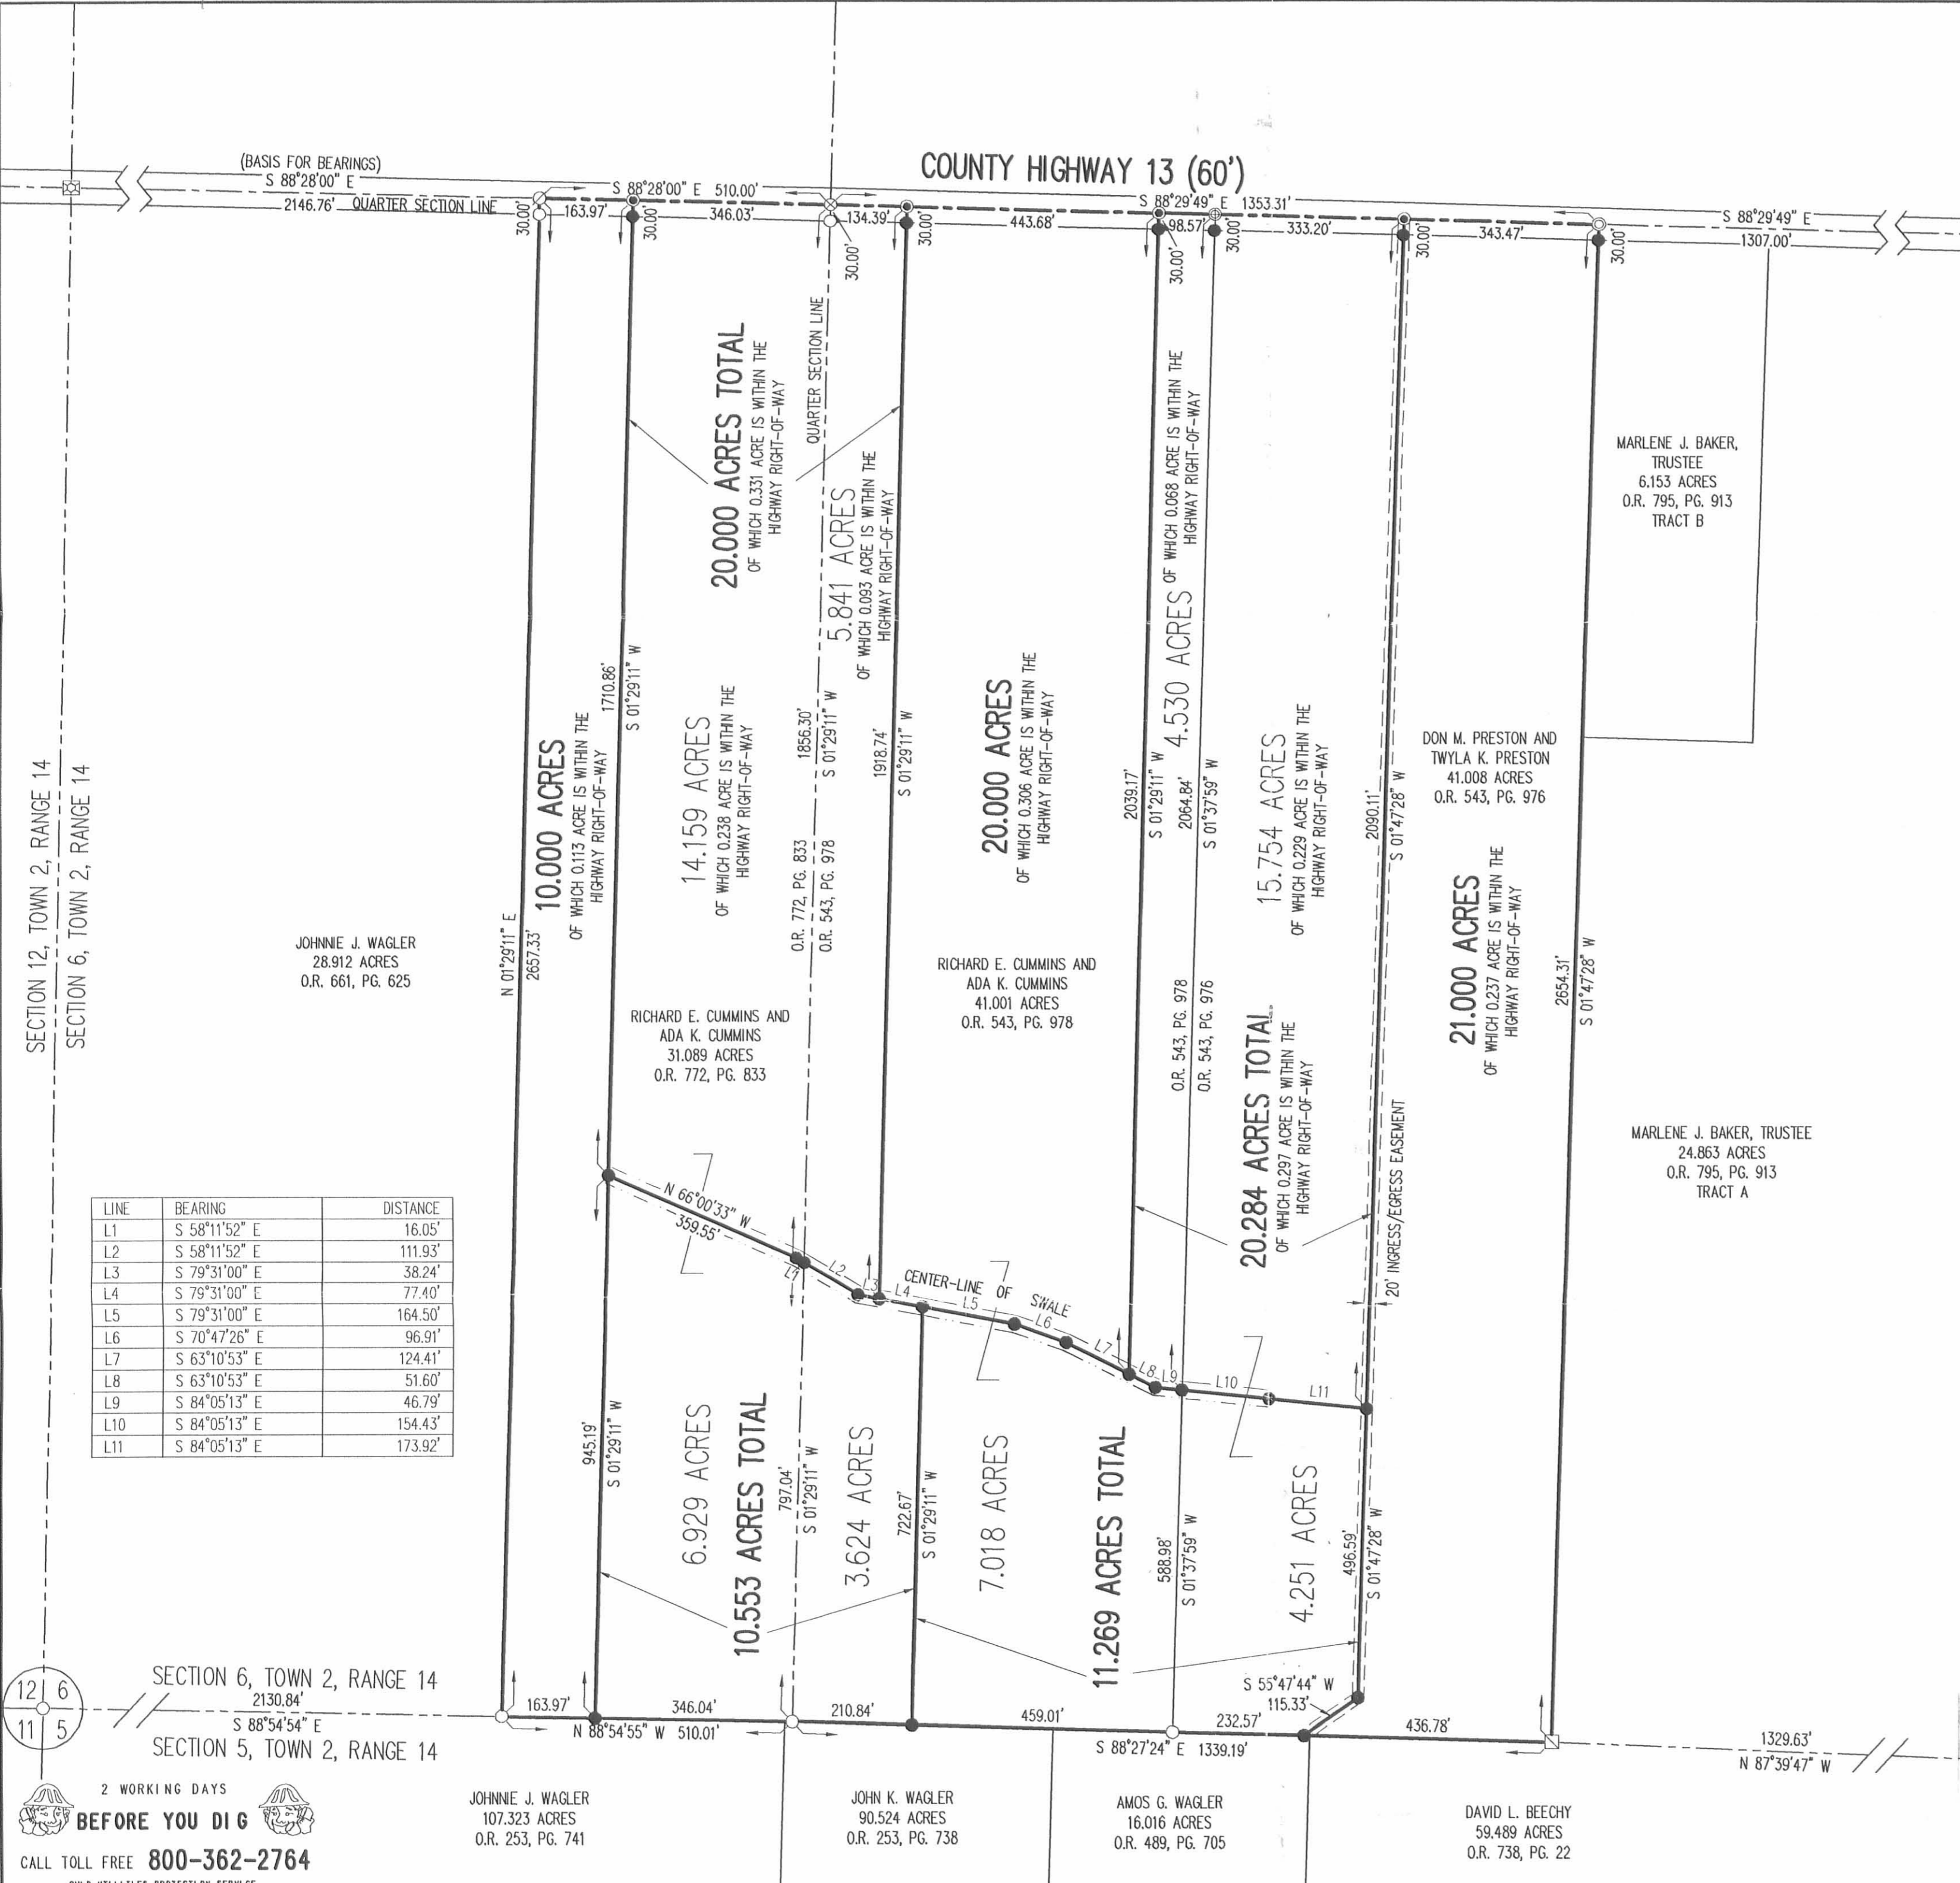 COUNTY HIGHWAY 13 (60')
(BASIS FOR BEARINGS)
S 88°28'00" E
2146.76' QUARTER SECTION LINE
S 88°28'00" E 510.00'
163.97'
346.03'
134.39'
443.68'
S 88°29'49" E 1353.31'
98.57'
333.20'
343.47'
S 88°29'49" E
1307.00'
30.00'
30.00'
30.00'
30.00'
30.00'
30.00'
30.00'
30.00'
SECTION 12, TOWN 2, RANGE 14
SECTION 6, TOWN 2, RANGE 14
JOHNNIE J. WAGLER
28.912 ACRES
O.R. 661, PG. 625
N 01°29'11" E
2657.33'
10.000 ACRES
OF WHICH 0.113 ACRE IS WITHIN THE
HIGHWAY RIGHT-OF-WAY
1710.86'
S 01°29'11" W
20.000 ACRES TOTAL
OF WHICH 0.331 ACRE IS WITHIN THE
HIGHWAY RIGHT-OF-WAY
14.159 ACRES
OF WHICH 0.238 ACRE IS WITHIN THE
HIGHWAY RIGHT-OF-WAY
RICHARD E. CUMMINS AND
ADA K. CUMMINS
31.089 ACRES
O.R. 772, PG. 833
QUARTER SECTION LINE
1856.30'
S 01°29'11" W
O.R. 772, PG. 833
O.R. 543, PG. 978
5.841 ACRES
OF WHICH 0.093 ACRE IS WITHIN THE
HIGHWAY RIGHT-OF-WAY
1918.74'
S 01°29'11" W
20.000 ACRES
OF WHICH 0.306 ACRE IS WITHIN THE
HIGHWAY RIGHT-OF-WAY
RICHARD E. CUMMINS AND
ADA K. CUMMINS
41.001 ACRES
O.R. 543, PG. 978
2039.17'
S 01°29'11" W
4.530 ACRES OF WHICH 0.068 ACRE IS WITHIN THE
HIGHWAY RIGHT-OF-WAY
2064.84'
S 01°37'59" W
O.R. 543, PG. 978
O.R. 543, PG. 976
15.754 ACRES
OF WHICH 0.229 ACRE IS WITHIN THE
HIGHWAY RIGHT-OF-WAY
20.284 ACRES TOTAL
OF WHICH 0.297 ACRE IS WITHIN THE
HIGHWAY RIGHT-OF-WAY
2090.11'
S 01°47'28" W
20' INGRESS/EGRESS EASEMENT
DON M. PRESTON AND
TWYLA K. PRESTON
41.008 ACRES
O.R. 543, PG. 976
21.000 ACRES
OF WHICH 0.237 ACRE IS WITHIN THE
HIGHWAY RIGHT-OF-WAY
2654.31'
S 01°47'28" W
MARLENE J. BAKER,
TRUSTEE
6.153 ACRES
O.R. 795, PG. 913
TRACT B
MARLENE J. BAKER, TRUSTEE
24.863 ACRES
O.R. 795, PG. 913
TRACT A
LINE BEARING DISTANCE
L1 S 58°11'52" E 16.05'
L2 S 58°11'52" E 111.93'
L3 S 79°31'00" E 38.24'
L4 S 79°31'00" E 77.40'
L5 S 79°31'00" E 164.50'
L6 S 70°47'26" E 96.91'
L7 S 63°10'53" E 124.41'
L8 S 63°10'53" E 51.60'
L9 S 84°05'13" E 46.79'
L10 S 84°05'13" E 154.43'
L11 S 84°05'13" E 173.92'
N 66°00'33" W
359.55'
L1
L2
L3
L4
CENTER-LINE OF SWALE
L5
L6
L7
L8
L9
L10
L11
945.19'
S 01°29'11" W
6.929 ACRES
10.553 ACRES TOTAL
797.04'
S 01°29'11" W
3.624 ACRES
722.67'
S 01°29'11" W
7.018 ACRES
11.269 ACRES TOTAL
588.98'
S 01°37'59" W
4.251 ACRES
496.59'
S 01°47'28" W
S 55°47'44" W
115.33'
12 6
11 5
SECTION 6, TOWN 2, RANGE 14
2130.84'
S 88°54'54" E
SECTION 5, TOWN 2, RANGE 14
163.97'
346.04'
N 88°54'55" W 510.01'
210.84'
459.01'
232.57'
S 88°27'24" E 1339.19'
436.78'
1329.63'
N 87°39'47" W
2 WORKING DAYS
BEFORE YOU DIG
CALL TOLL FREE 800-362-2764
JOHNNIE J. WAGLER
107.323 ACRES
O.R. 253, PG. 741
JOHN K. WAGLER
90.524 ACRES
O.R. 253, PG. 738
AMOS G. WAGLER
16.016 ACRES
O.R. 489, PG. 705
DAVID L. BEECHY
59.489 ACRES
O.R. 738, PG. 22